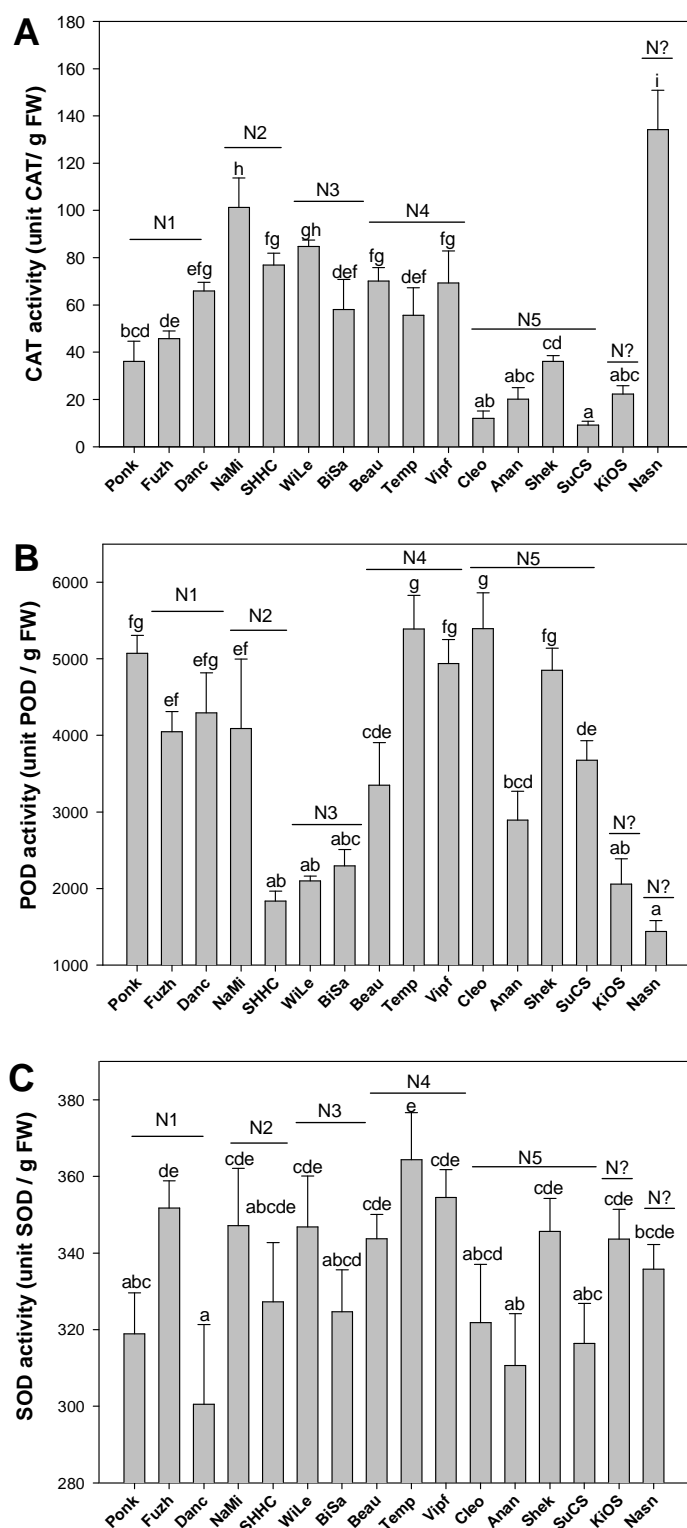 A
CAT activity (unit CAT/ g FW)
180
160
140
120
100
80
60
40
20
0
N1
N2
N3
N4
N5
N?
N?
bcd
de
efg
h
fg
gh
def
fg
def
fg
ab
abc
cd
a
abc
i
Ponk
Fuzh
Danc
NaMi
SHHC
WiLe
BiSa
Beau
Temp
Vipf
Cleo
Anan
Shek
SuCS
KiOS
Nasn
B
POD activity (unit POD / g FW)
6000
5000
4000
3000
2000
1000
N1
N2
N3
N4
N5
N?
N?
fg
ef
efg
ef
ab
ab
abc
cde
g
fg
g
bcd
fg
de
ab
a
Ponk
Fuzh
Danc
NaMi
SHHC
WiLe
BiSa
Beau
Temp
Vipf
Cleo
Anan
Shek
SuCS
KiOS
Nasn
C
SOD activity (unit SOD / g FW)
380
360
340
320
300
280
N1
N2
N3
N4
N5
N?
N?
abc
de
a
cde
abcde
cde
abcd
cde
e
cde
abcd
ab
cde
abc
cde
bcde
Ponk
Fuzh
Danc
NaMi
SHHC
WiLe
BiSa
Beau
Temp
Vipf
Cleo
Anan
Shek
SuCS
KiOS
Nasn